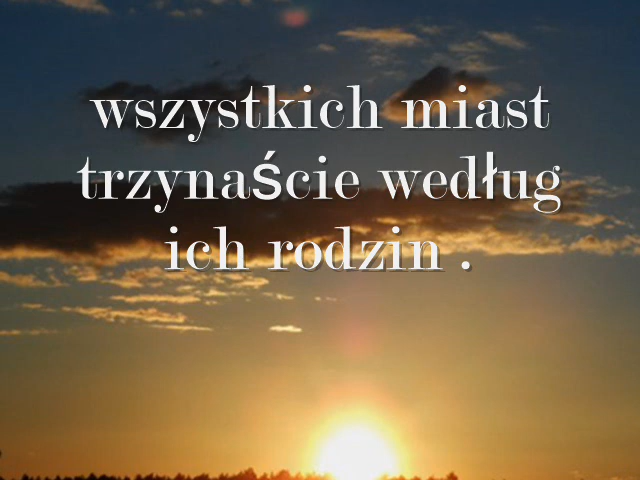 wszystkich miast
trzynaście według
ich rodzin .